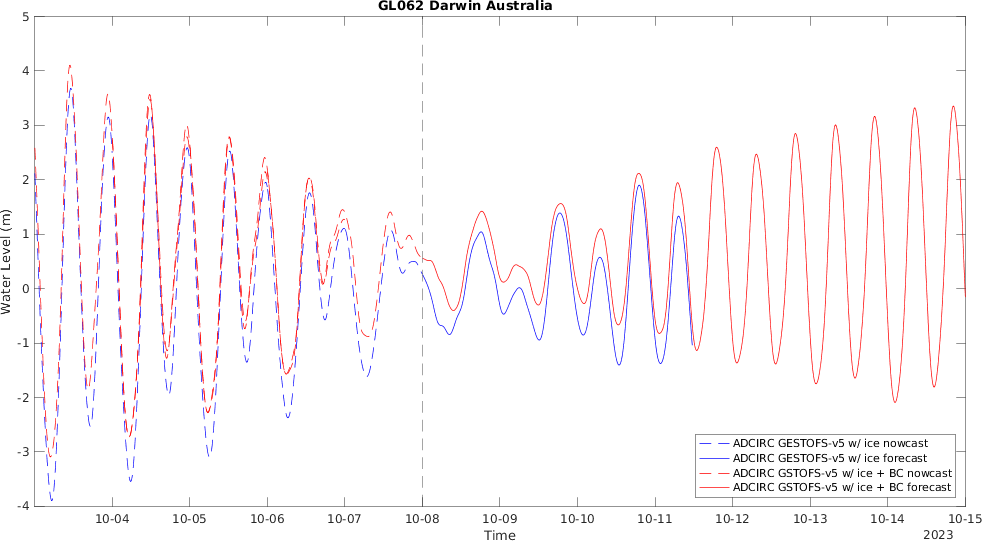 GL062 Darwin Australia
5
4
3
2
1
0
-1
-2
-3
-4
Water Level (m)
ADCIRC GESTOFS-v5 w/ ice nowcast
ADCIRC GESTOFS-v5 w/ ice forecast
ADCIRC GSTOFS-v5 w/ ice + BC nowcast
ADCIRC GSTOFS-v5 w/ ice + BC forecast
10-04 10-05 10-06 10-07 10-08 10-09 10-10 10-11 10-12 10-13 10-14 10-15
Time
2023